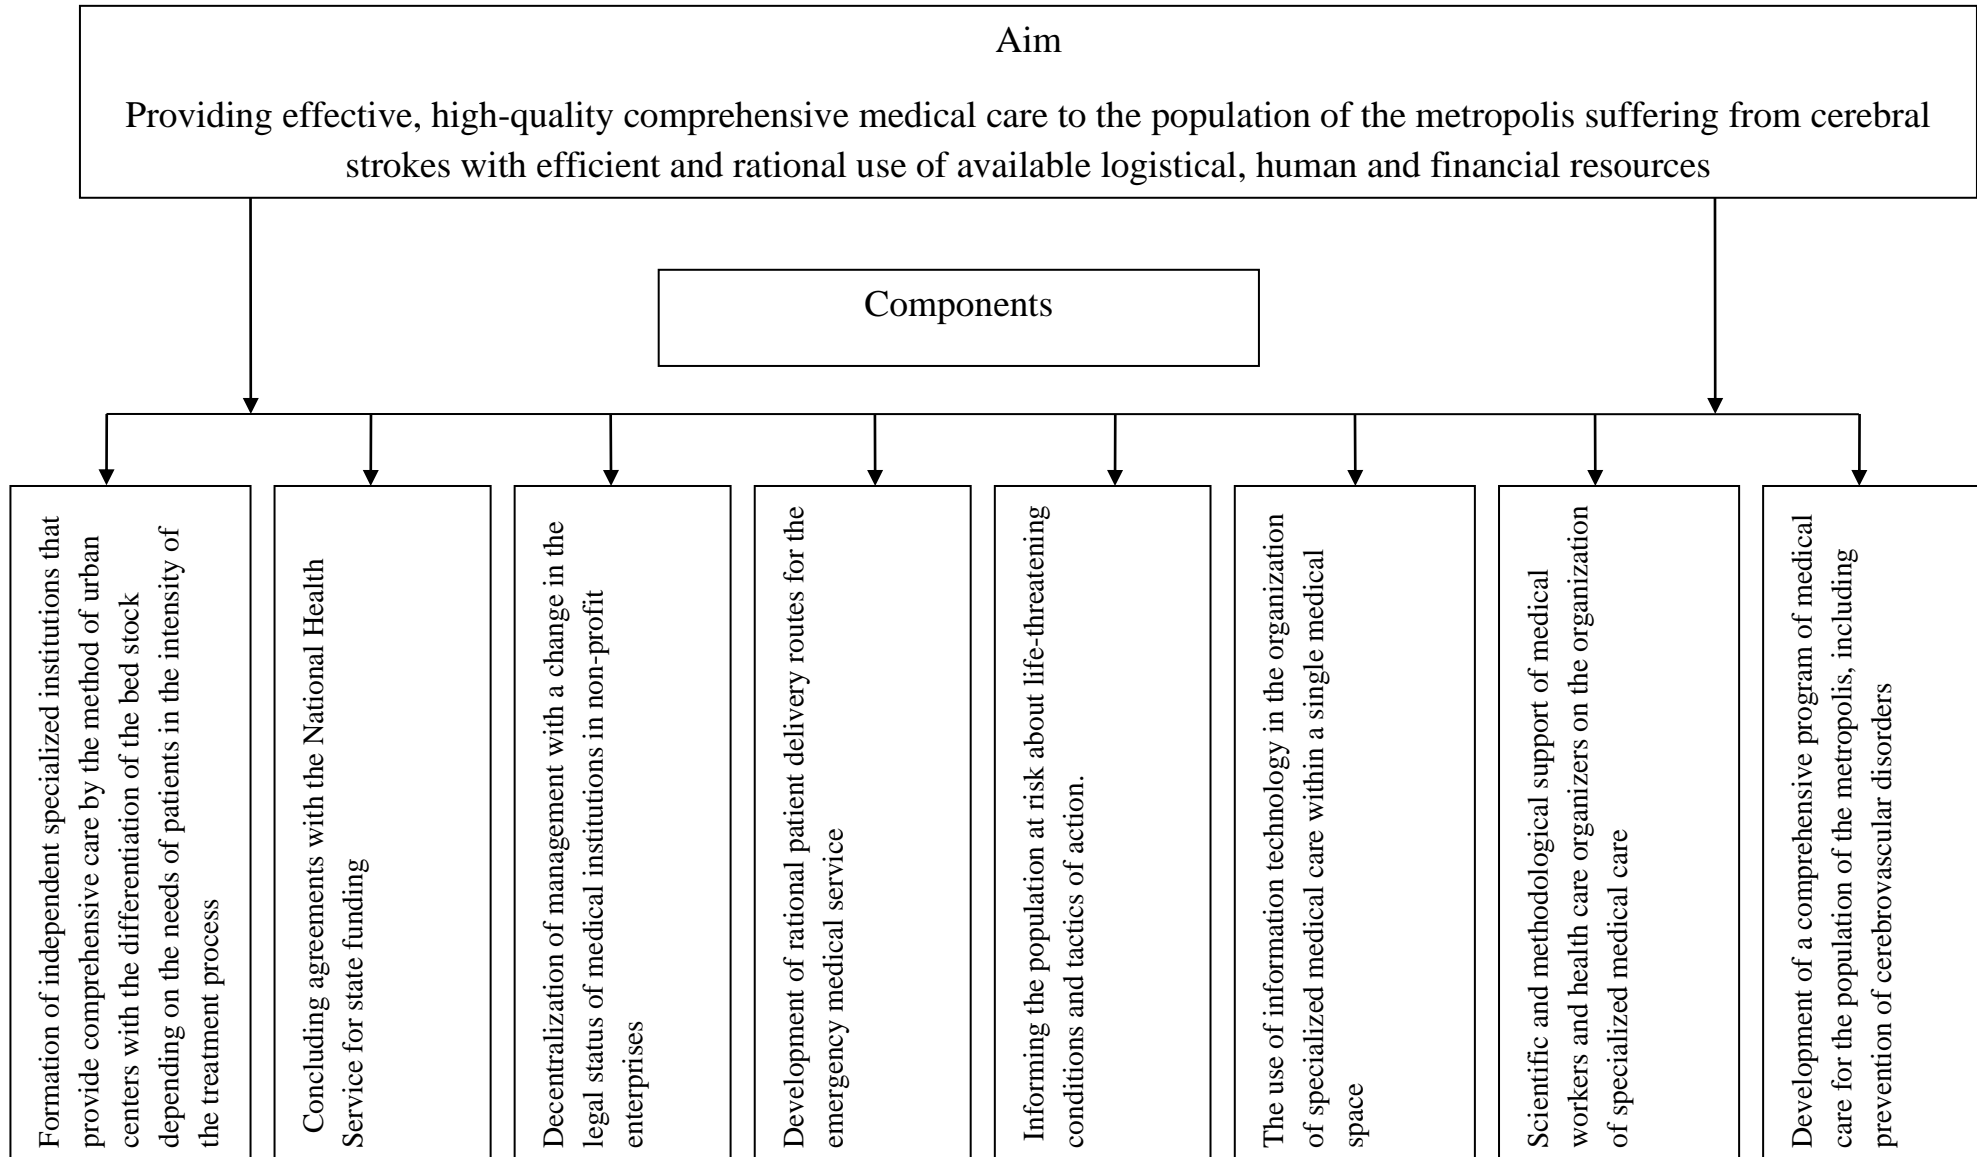 Aim
Providing effective, high-quality comprehensive medical care to the population of the metropolis suffering from cerebral
strokes with efficient and rational use of available logistical, human and financial resources
Components
Formation of independent specialized institutions that
provide comprehensive care by the method of urban
centers with the differentiation of the bed stock
depending on the needs of patients in the intensity of
the treatment process
Concluding agreements with the National Health
Service for state funding
Decentralization of management with a change in the
legal status of medical institutions in non-profit
enterprises
Development of rational patient delivery routes for the
emergency medical service
Informing the population at risk about life-threatening
conditions and tactics of action.
The use of information technology in the organization
of specialized medical care within a single medical
space
Scientific and methodological support of medical
workers and health care organizers on the organization
of specialized medical care
Development of a comprehensive program of medical
care for the population of the metropolis, including
prevention of cerebrovascular disorders